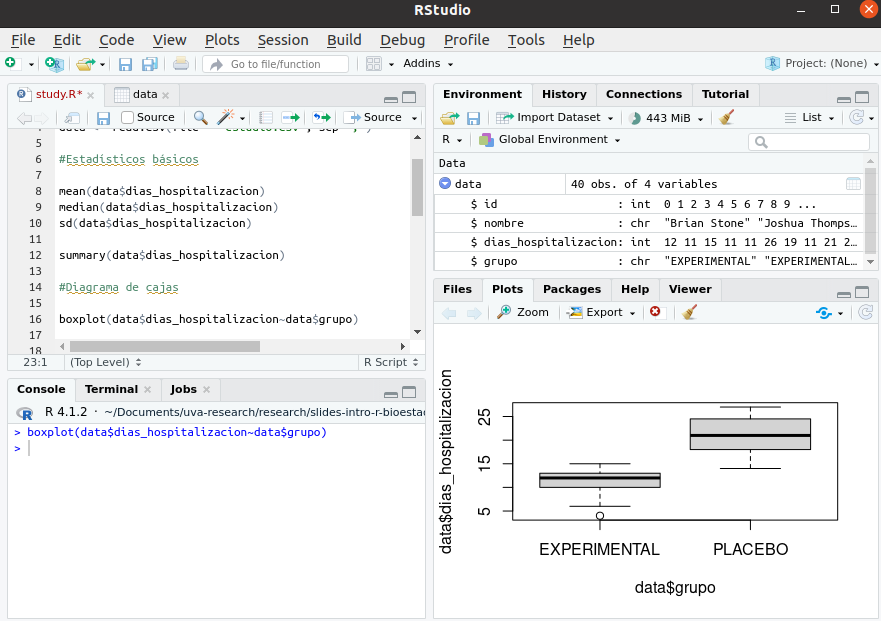 RStudio
File Edit Code View Plots Session Build Debug Profile Tools Help
Go to file/function
Addins
Project: (None)
study.R*
data
Source
Source
5
6 #Estadísticos básicos
7
8 mean(data$dias_hospitalizacion)
9 median(data$dias_hospitalizacion)
10 sd(data$dias_hospitalizacion)
11
12 summary(data$dias_hospitalizacion)
13
14 #Diagrama de cajas
15
16 boxplot(data$dias_hospitalizacion~data$grupo)
17
18
23:1 (Top Level) R Script
Console Terminal Jobs
R 4.1.2 · ~/Documents/uva-research/research/slides-intro-r-bioesta
> boxplot(data$dias_hospitalizacion~data$grupo)
>
Environment History Connections Tutorial
Import Dataset 443 MiB List
R Global Environment
Data
data 40 obs. of 4 variables
$ id : int 0 1 2 3 4 5 6 7 8 9 ...
$ nombre : chr "Brian Stone" "Joshua Thomps…
$ dias_hospitalizacion: int 12 11 15 11 11 26 19 11 21 2…
$ grupo : chr "EXPERIMENTAL" "EXPERIMENTAL…
Files Plots Packages Help Viewer
Zoom Export
data$dias_hospitalizacion
25
15
5
EXPERIMENTAL PLACEBO
data$grupo